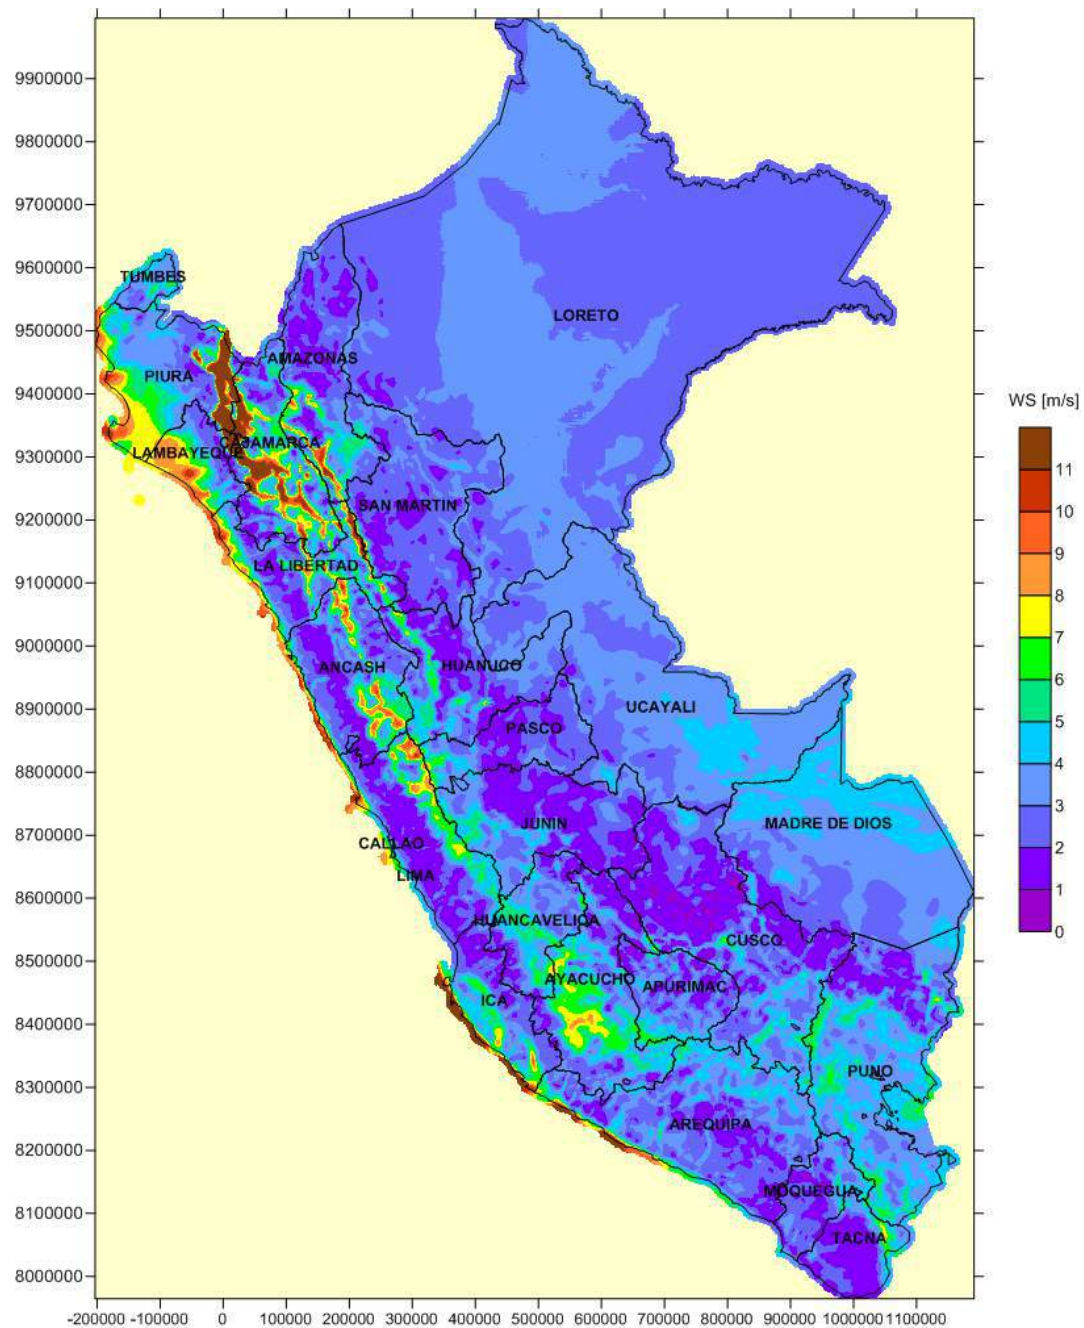 9900000
9800000
9700000
9600000
9500000
9400000
9300000
9200000
9100000
9000000
8900000
8800000
8700000
8600000
8500000
8400000
8300000
8200000
8100000
8000000
TUMBES
LORETO
AMAZONAS
PIURA
CAJAMARCA
LAMBAYEQUE
SAN MARTIN
LA LIBERTAD
ANCASH
HUANUCO
UCAYALI
PASCO
MADRE DE DIOS
JUNIN
CALLAO
LIMA
HUANCAVELICA
CUSCO
AYACUCHO
APURIMAC
ICA
PUNO
AREQUIPA
MOQUEGUA
TACNA
WS [m/s]
11
10
9
8
7
6
5
4
3
2
1
0
-200000 -100000 0 100000 200000 300000 400000 500000 600000 700000 800000 900000 1000000 1100000